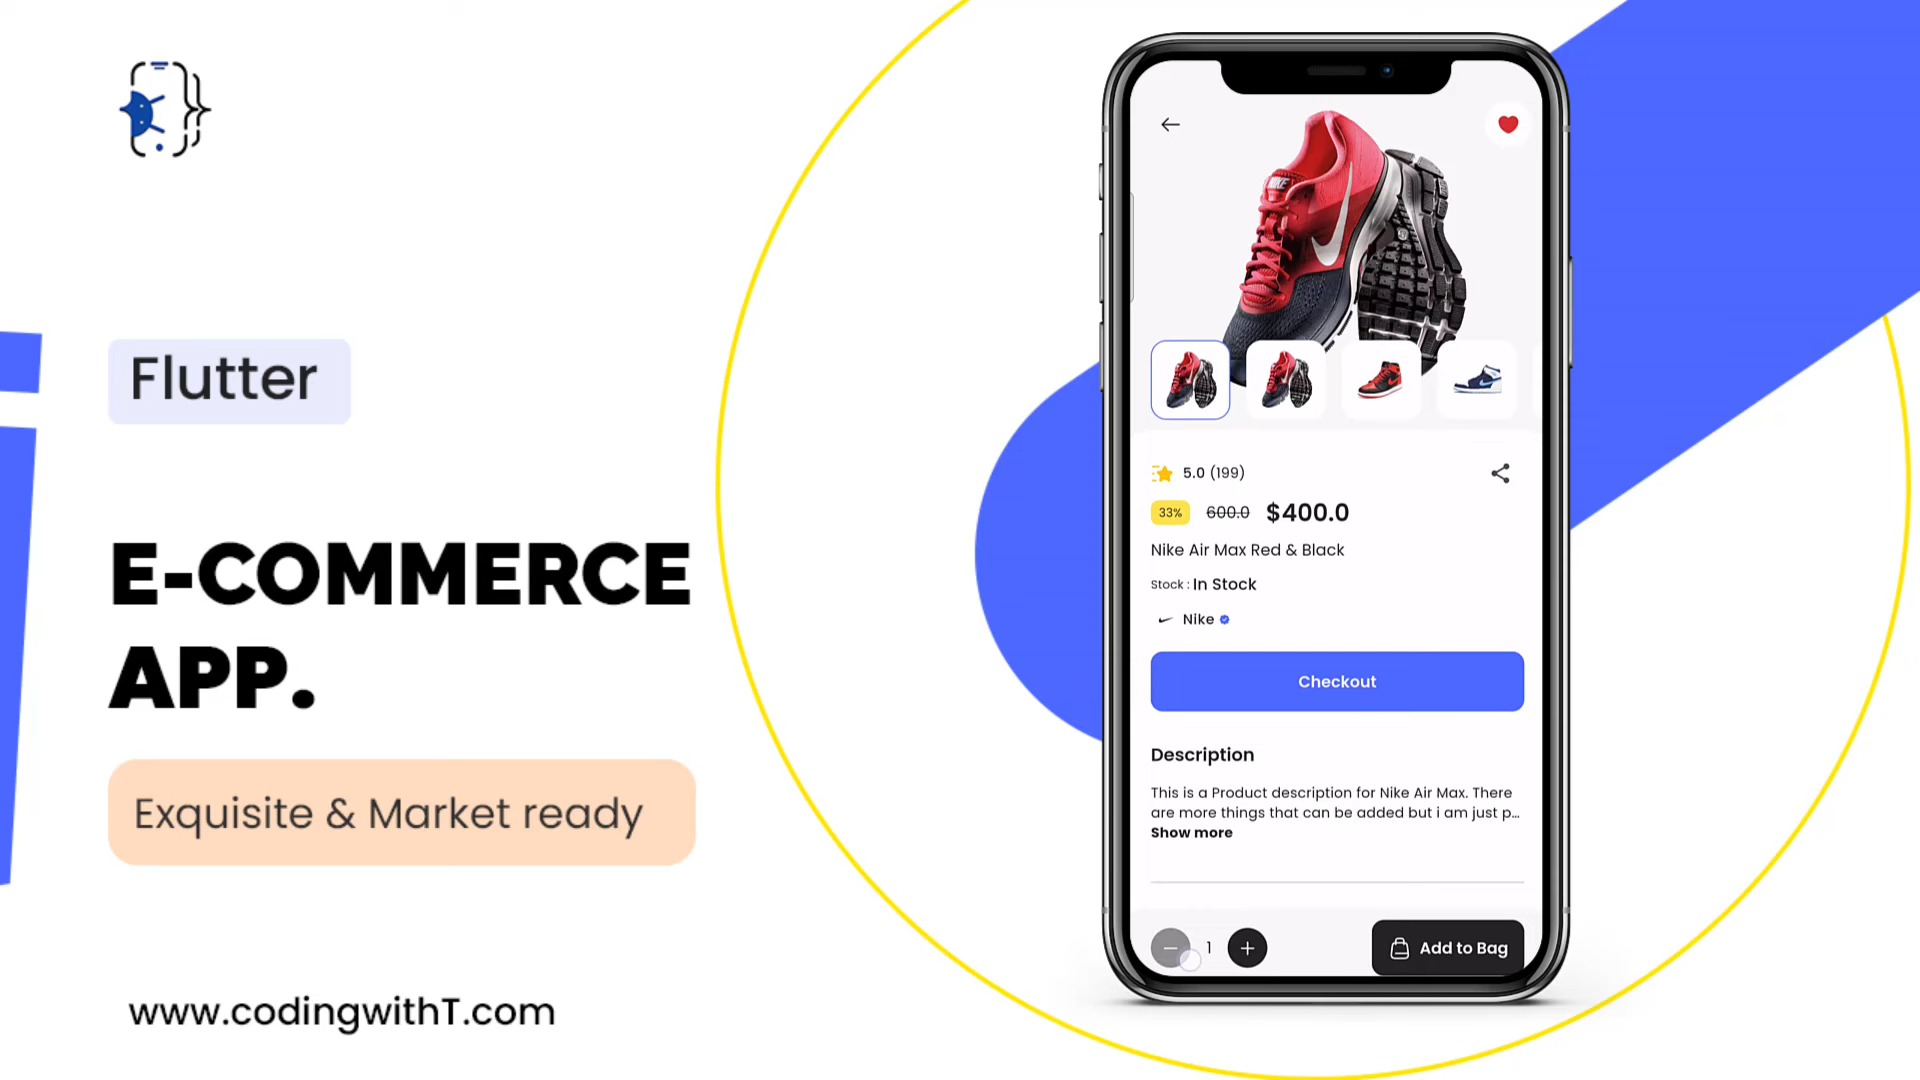 Flutter
E-COMMERCE
APP.
Exquisite & Market ready
www.codingwithT.com
NIKE
5.0 (199)
33% 600.0 $400.0
Nike Air Max Red & Black
Stock : In Stock
Nike
Checkout
Description
This is a Product description for Nike Air Max. There
are more things that can be added but i am just p...
Show more
1
Add to Bag